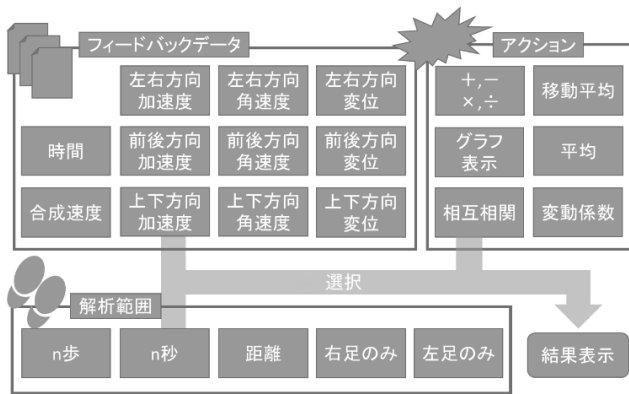 フィードバックデータ
左右方向
加速度
左右方向
角速度
左右方向
変位
時間
前後方向
加速度
前後方向
角速度
前後方向
変位
合成速度
上下方向
加速度
上下方向
角速度
上下方向
変位
アクション
+,−
×,÷
移動平均
グラフ
表示
平均
相互相関
変動係数
選択
解析範囲
n歩
n秒
距離
右足のみ
左足のみ
結果表示